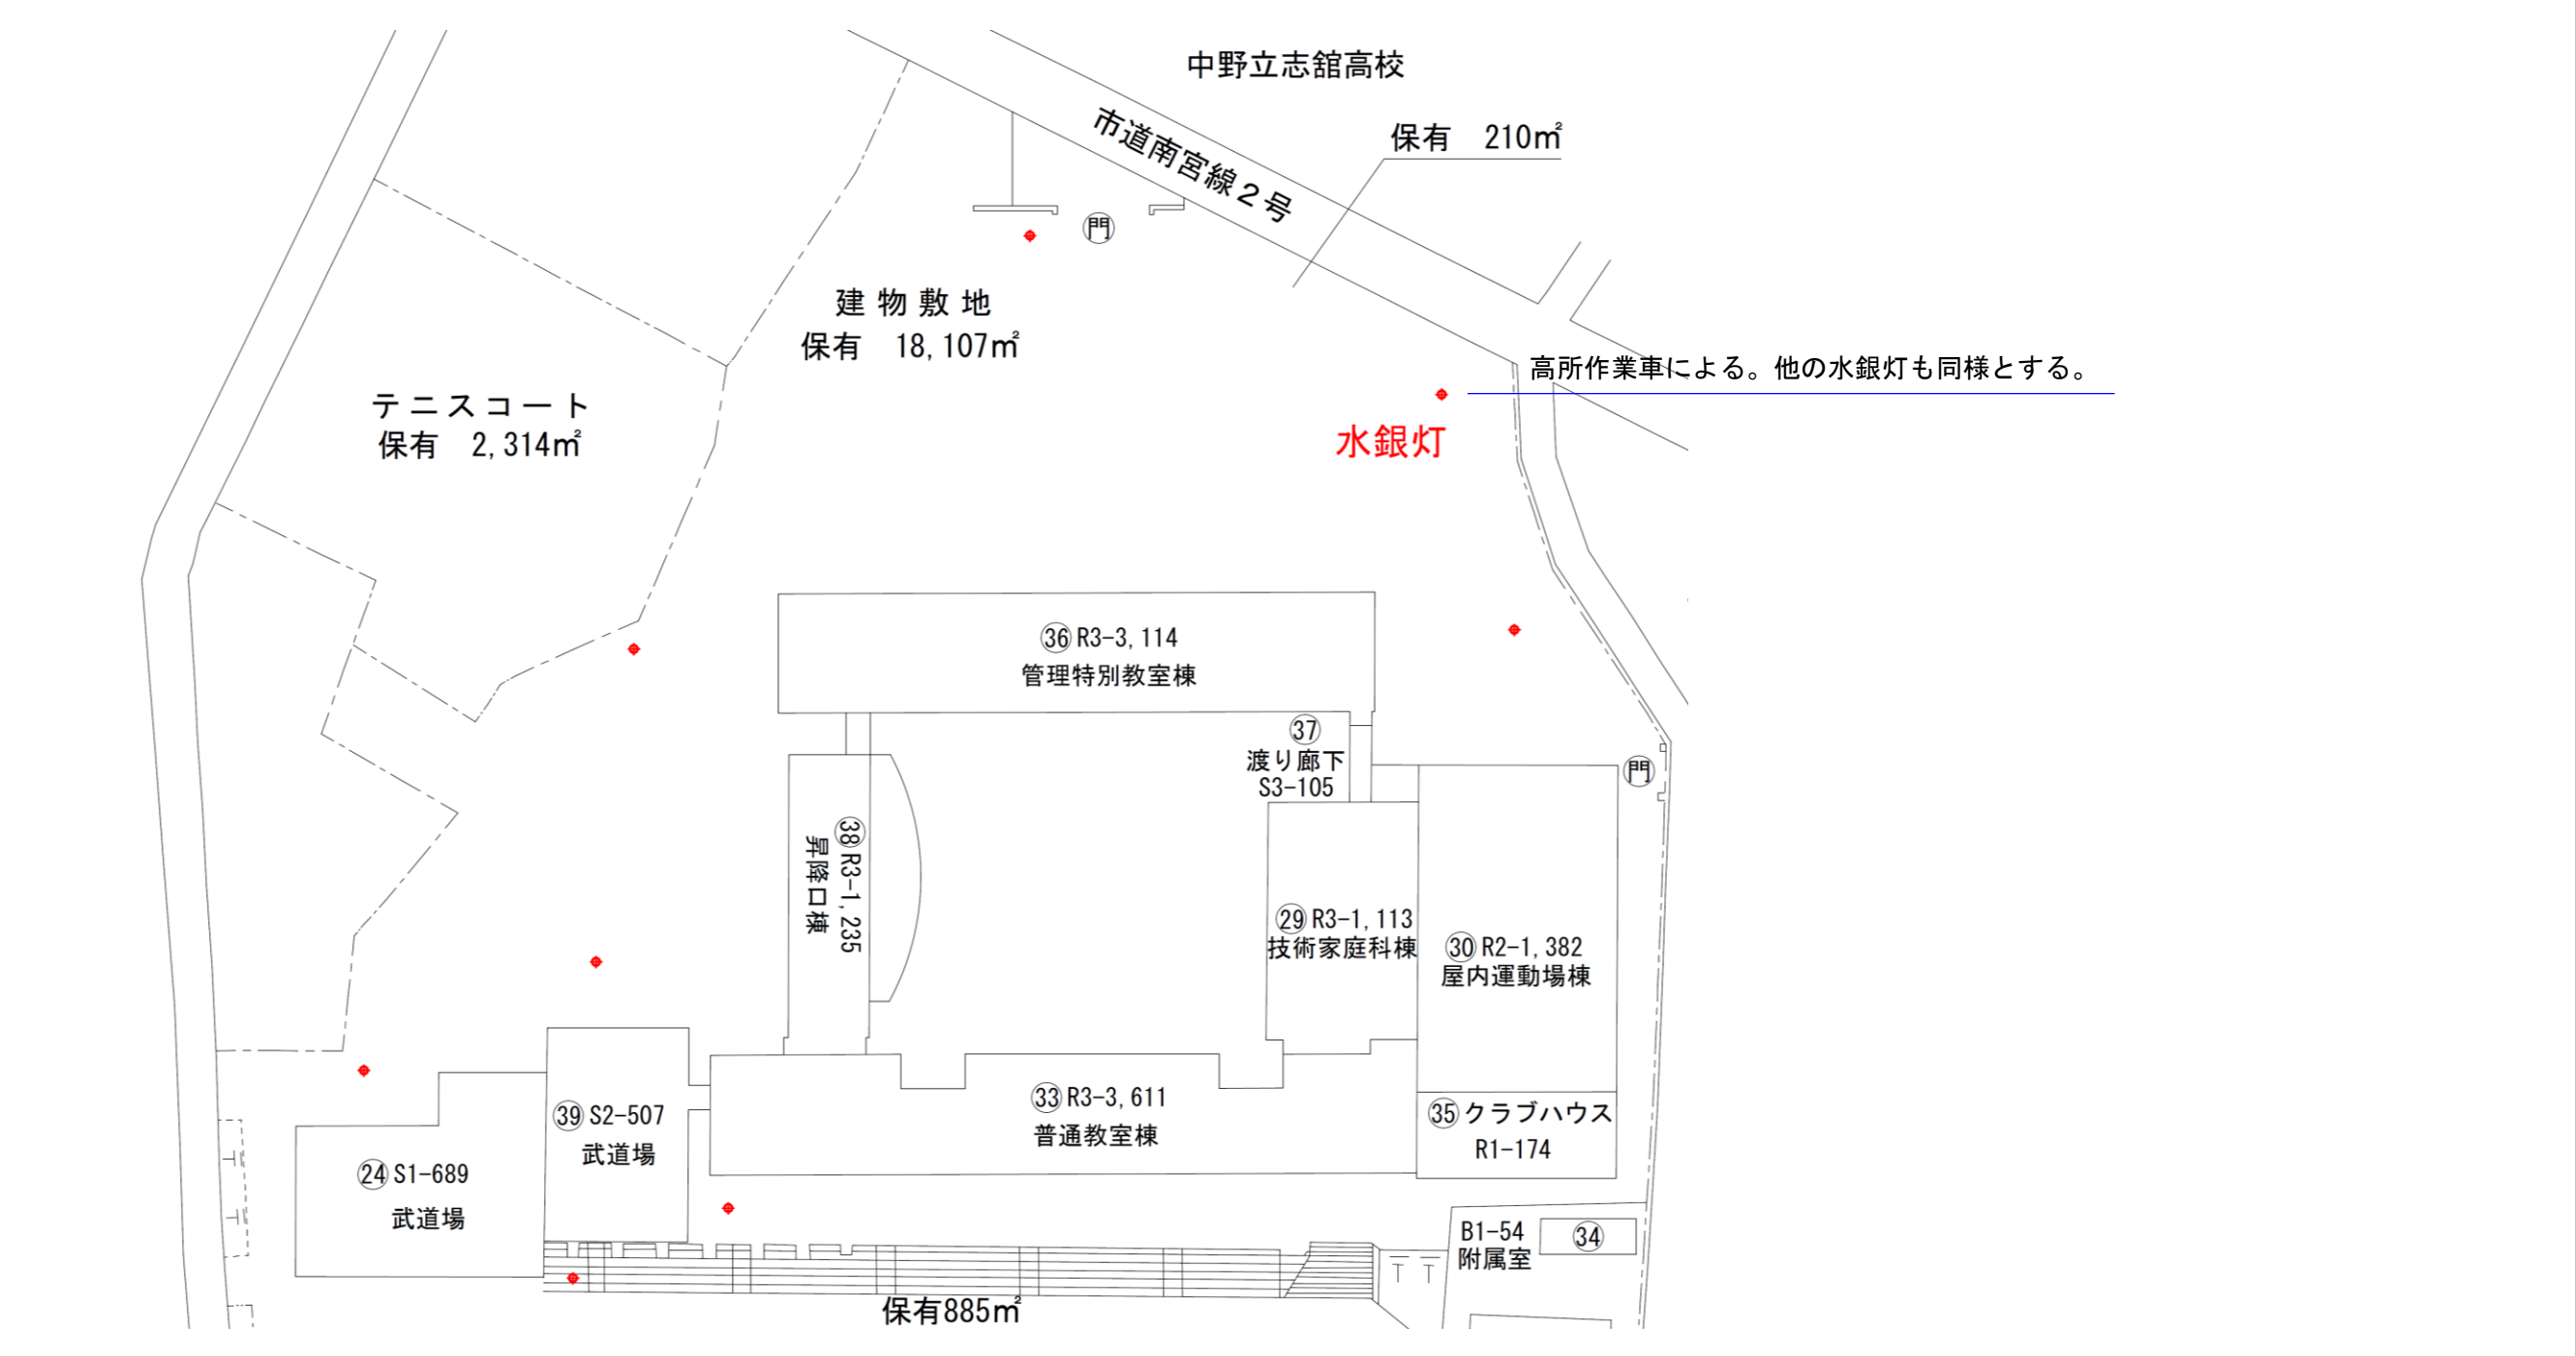 中野立志舘高校
市道南宮線２号
保有　210㎡
門
建物敷地
保有　18,107㎡
高所作業車による。他の水銀灯も同様とする。
テニスコート
保有　2,314㎡
水銀灯
㊱ R3-3,114
管理特別教室棟
㊲
渡り廊下
S3-105
門
㊳ R3-1,235
昇降口棟
㉙ R3-1,113
技術家庭科棟
㉚ R2-1,382
屋内運動場棟
㊴ S2-507
武道場
㉝ R3-3,611
普通教室棟
㉟ クラブハウス
R1-174
㉔ S1-689
武道場
B1-54
附属室
㉞
保有885㎡